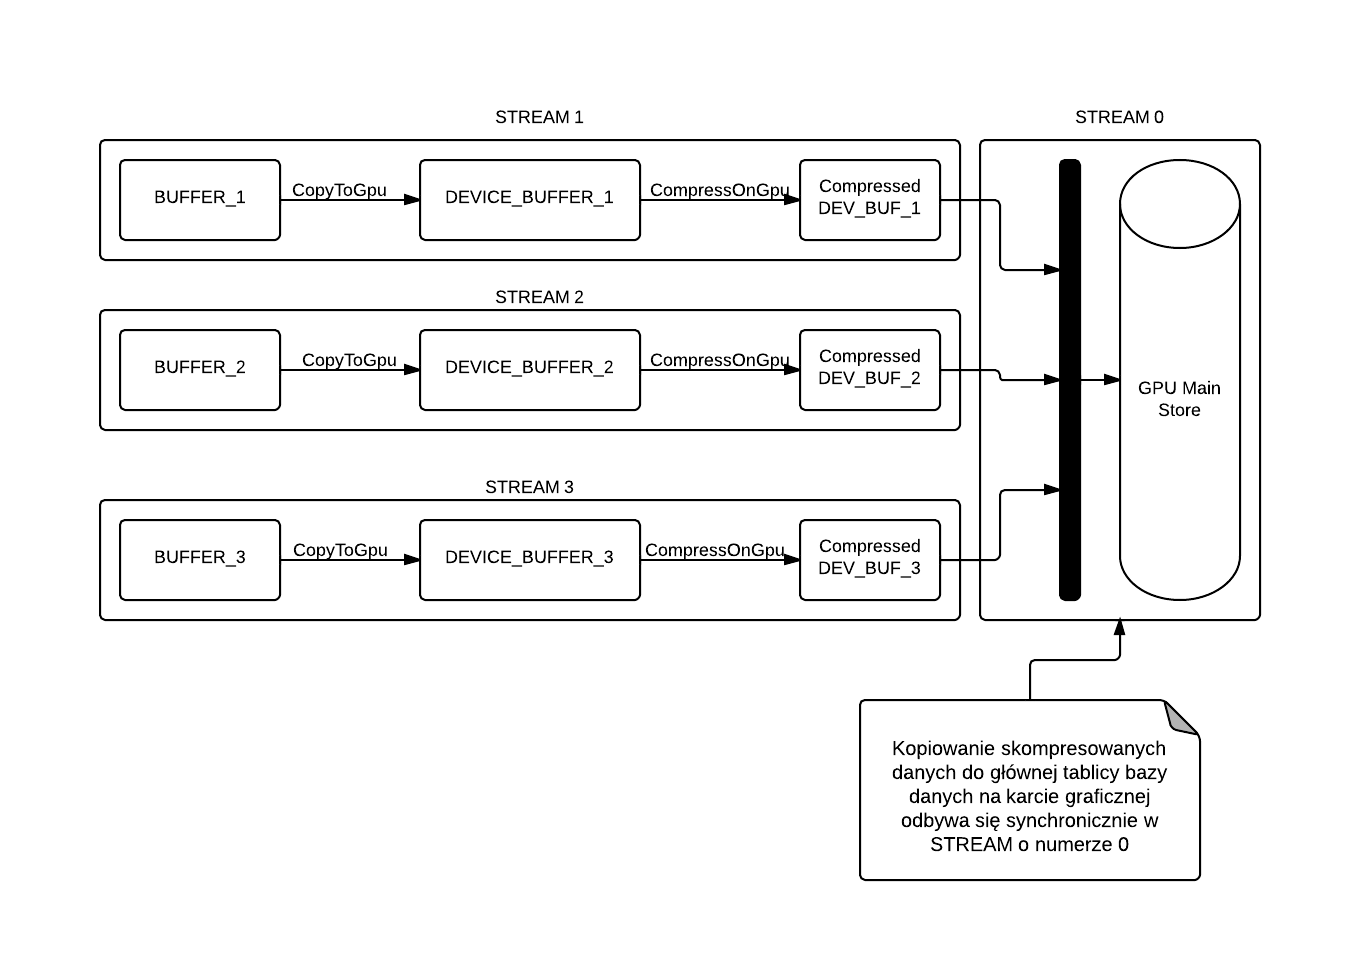 STREAM 1
BUFFER_1
CopyToGpu
DEVICE_BUFFER_1
CompressOnGpu
Compressed
DEV_BUF_1
STREAM 2
BUFFER_2
CopyToGpu
DEVICE_BUFFER_2
CompressOnGpu
Compressed
DEV_BUF_2
STREAM 3
BUFFER_3
CopyToGpu
DEVICE_BUFFER_3
CompressOnGpu
Compressed
DEV_BUF_3
STREAM 0
GPU Main
Store
Kopiowanie skompresowanych
danych do głównej tablicy bazy
danych na karcie graficznej
odbywa się synchronicznie w
STREAM o numerze 0